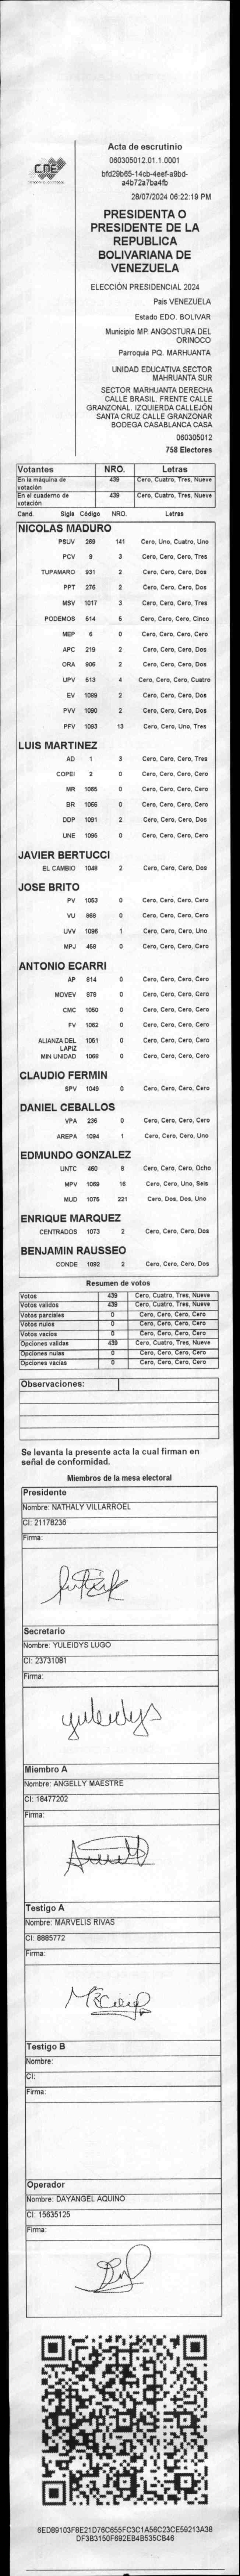 CNE
Acta de escrutinio
060305012.01.1.0001
bfd29b65-14cb-4eef-a9bd-
a4b72a7ba4fb
28/07/2024 06:22:19 PM
PRESIDENTA O
PRESIDENTE DE LA
REPUBLICA
BOLIVARIANA DE
VENEZUELA
ELECCIÓN PRESIDENCIAL 2024
Pais VENEZUELA
Estado EDO. BOLIVAR
Municipio MP. ANGOSTURA DEL
ORINOCO
Parroquia PQ. MARHUANTA
UNIDAD EDUCATIVA SECTOR
MAHRUANTA SUR
SECTOR MARHUANTA DERECHA
CALLE BRASIL. FRENTE CALLE
GRANZONAL. IZQUIERDA CALLEJÓN
SANTA CRUZ CALLE GRANZONAR
BODEGA CASABLANCA CASA
060305012
758 Electores
Votantes NRO. Letras
En la máquina de votación 439 Cero, Cuatro, Tres, Nueve
En el cuaderno de votación 439 Cero, Cuatro, Tres, Nueve
Cand. Sigla Código NRO. Letras
NICOLAS MADURO
PSUV 269 141 Cero, Uno, Cuatro, Uno
PCV 9 3 Cero, Cero, Cero, Tres
TUPAMARO 931 2 Cero, Cero, Cero, Dos
PPT 276 2 Cero, Cero, Cero, Dos
MSV 1017 3 Cero, Cero, Cero, Tres
PODEMOS 514 5 Cero, Cero, Cero, Cinco
MEP 6 0 Cero, Cero, Cero, Cero
APC 219 2 Cero, Cero, Cero, Dos
ORA 906 2 Cero, Cero, Cero, Dos
UPV 513 4 Cero, Cero, Cero, Cuatro
EV 1089 2 Cero, Cero, Cero, Dos
PVV 1090 2 Cero, Cero, Cero, Dos
PFV 1093 13 Cero, Cero, Uno, Tres
LUIS MARTINEZ
AD 1 3 Cero, Cero, Cero, Tres
COPEI 2 0 Cero, Cero, Cero, Cero
MR 1065 0 Cero, Cero, Cero, Cero
BR 1066 0 Cero, Cero, Cero, Cero
DDP 1091 2 Cero, Cero, Cero, Dos
UNE 1095 0 Cero, Cero, Cero, Cero
JAVIER BERTUCCI
EL CAMBIO 1048 2 Cero, Cero, Cero, Dos
JOSE BRITO
PV 1053 0 Cero, Cero, Cero, Cero
VU 868 0 Cero, Cero, Cero, Cero
UVV 1096 1 Cero, Cero, Cero, Uno
MPJ 458 0 Cero, Cero, Cero, Cero
ANTONIO ECARRI
AP 814 0 Cero, Cero, Cero, Cero
MOVEV 878 0 Cero, Cero, Cero, Cero
CMC 1050 0 Cero, Cero, Cero, Cero
FV 1062 0 Cero, Cero, Cero, Cero
ALIANZA DEL LAPIZ 1051 0 Cero, Cero, Cero, Cero
MIN UNIDAD 1068 0 Cero, Cero, Cero, Cero
CLAUDIO FERMIN
SPV 1049 0 Cero, Cero, Cero, Cero
DANIEL CEBALLOS
VPA 236 0 Cero, Cero, Cero, Cero
AREPA 1094 1 Cero, Cero, Cero, Uno
EDMUNDO GONZALEZ
UNTC 460 8 Cero, Cero, Cero, Ocho
MPV 1069 16 Cero, Cero, Uno, Seis
MUD 1075 221 Cero, Dos, Dos, Uno
ENRIQUE MARQUEZ
CENTRADOS 1073 2 Cero, Cero, Cero, Dos
BENJAMIN RAUSSEO
CONDE 1092 2 Cero, Cero, Cero, Dos
Resumen de votos
Votos 439 Cero, Cuatro, Tres, Nueve
Votos validos 439 Cero, Cuatro, Tres, Nueve
Votos parciales 0 Cero, Cero, Cero, Cero
Votos nulos 0 Cero, Cero, Cero, Cero
Votos vacios 0 Cero, Cero, Cero, Cero
Opciones validas 439 Cero, Cuatro, Tres, Nueve
Opciones nulas 0 Cero, Cero, Cero, Cero
Opciones vacias 0 Cero, Cero, Cero, Cero
Observaciones:
Se levanta la presente acta la cual firman en
señal de conformidad.
Miembros de la mesa electoral
Presidente
Nombre: NATHALY VILLARROEL
CI: 21178236
Firma:
Secretario
Nombre: YULEIDYS LUGO
CI: 23731081
Firma:
yuleidys
Miembro A
Nombre: ANGELLY MAESTRE
CI: 18477202
Firma:
Testigo A
Nombre: MARVELIS RIVAS
CI: 8885772
Firma:
Testigo B
Nombre:
CI:
Firma:
Operador
Nombre: DAYANGEL AQUINO
CI: 15635125
Firma:
6ED89103F8E21D76C655FC3C1A56C23CE59213A38
DF3B3150F692EB4B535CB46